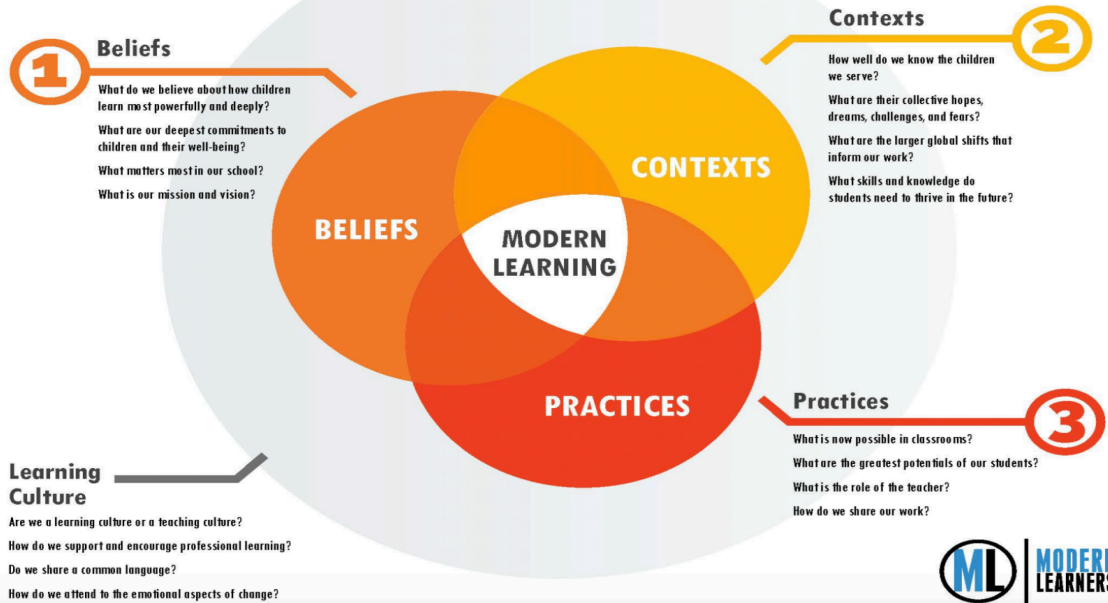 1
Beliefs
What do we believe about how children
learn most powerfully and deeply?
What are our deepest commitments to
children and their well-being?
What matters most in our school?
What is our mission and vision?
Contexts
2
How well do we know the children
we serve?
What are their collective hopes,
dreams, challenges, and fears?
What are the larger global shifts that
inform our work?
What skills and knowledge do
students need to thrive in the future?
CONTEXTS
BELIEFS
MODERN
LEARNING
PRACTICES
Practices
3
What is now possible in classrooms?
What are the greatest potentials of our students?
What is the role of the teacher?
How do we share our work?
Learning
Culture
Are we a learning culture or a teaching culture?
How do we support and encourage professional learning?
Do we share a common language?
How do we attend to the emotional aspects of change?
ML
MODERN
LEARNERS